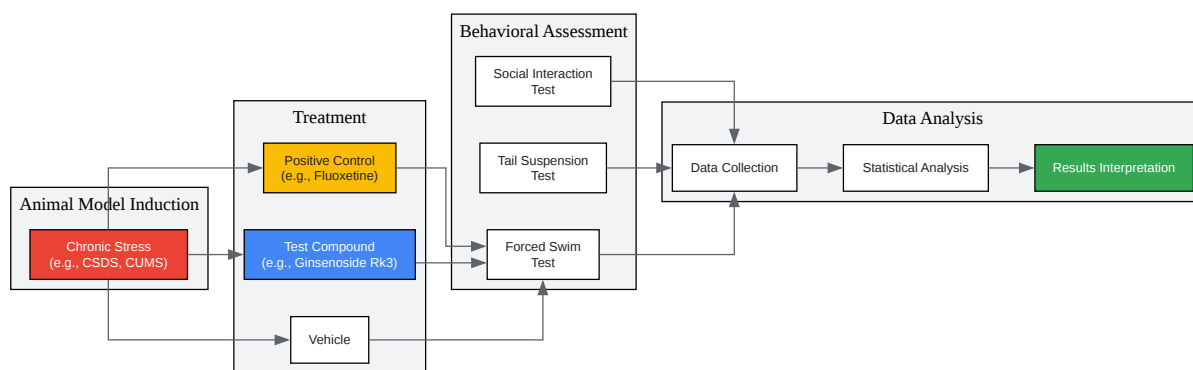 Animal Model Induction
Chronic Stress
(e.g., CSDS, CUMS)
Treatment
Positive Control
(e.g., Fluoxetine)
Test Compound
(e.g., Ginsenoside Rk3)
Vehicle
Behavioral Assessment
Social Interaction
Test
Tail Suspension
Test
Forced Swim
Test
Data Analysis
Data Collection
Statistical Analysis
Results Interpretation